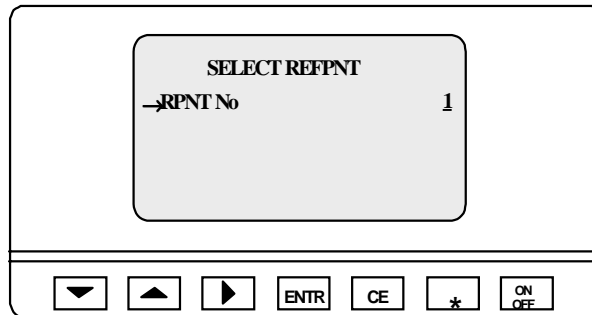 SELECT REFPNT
→RPNT No 1
ENTR CE * ON
OFF